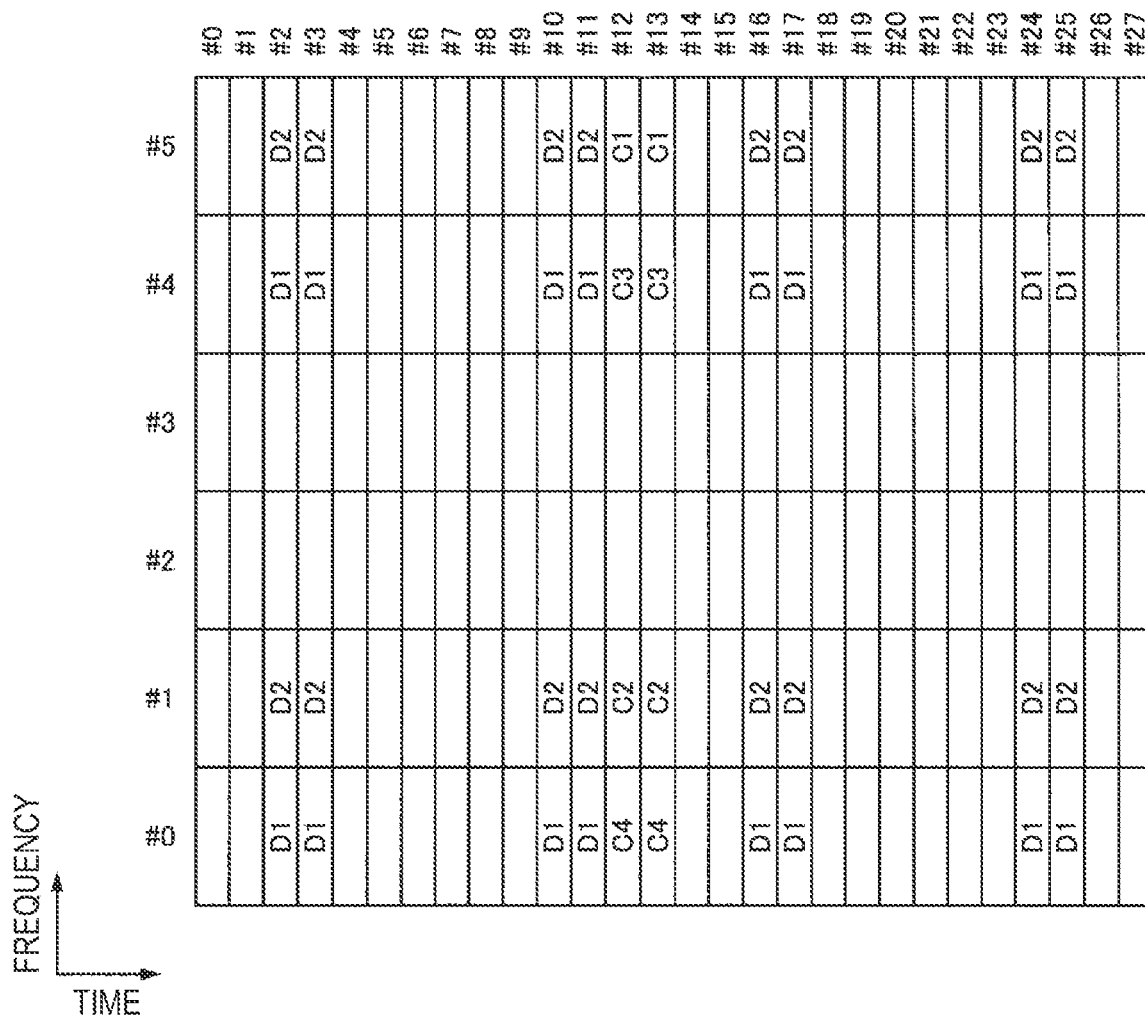 #0 #1 #2 #3 #4 #5 #6 #7 #8 #9 #10 #11 #12 #13 #14 #15 #16 #17 #18 #19 #20 #21 #22 #23 #24 #25 #26 #27
#5 D2 D2 D2 D2 C1 C1 D2 D2 D2 D2
#4 D1 D1 D1 D1 C3 C3 D1 D1 D1 D1
#3
#2
#1 D2 D2 D2 D2 C2 C2 D2 D2 D2 D2
#0 D1 D1 D1 D1 C4 C4 D1 D1 D1 D1
FREQUENCY
TIME